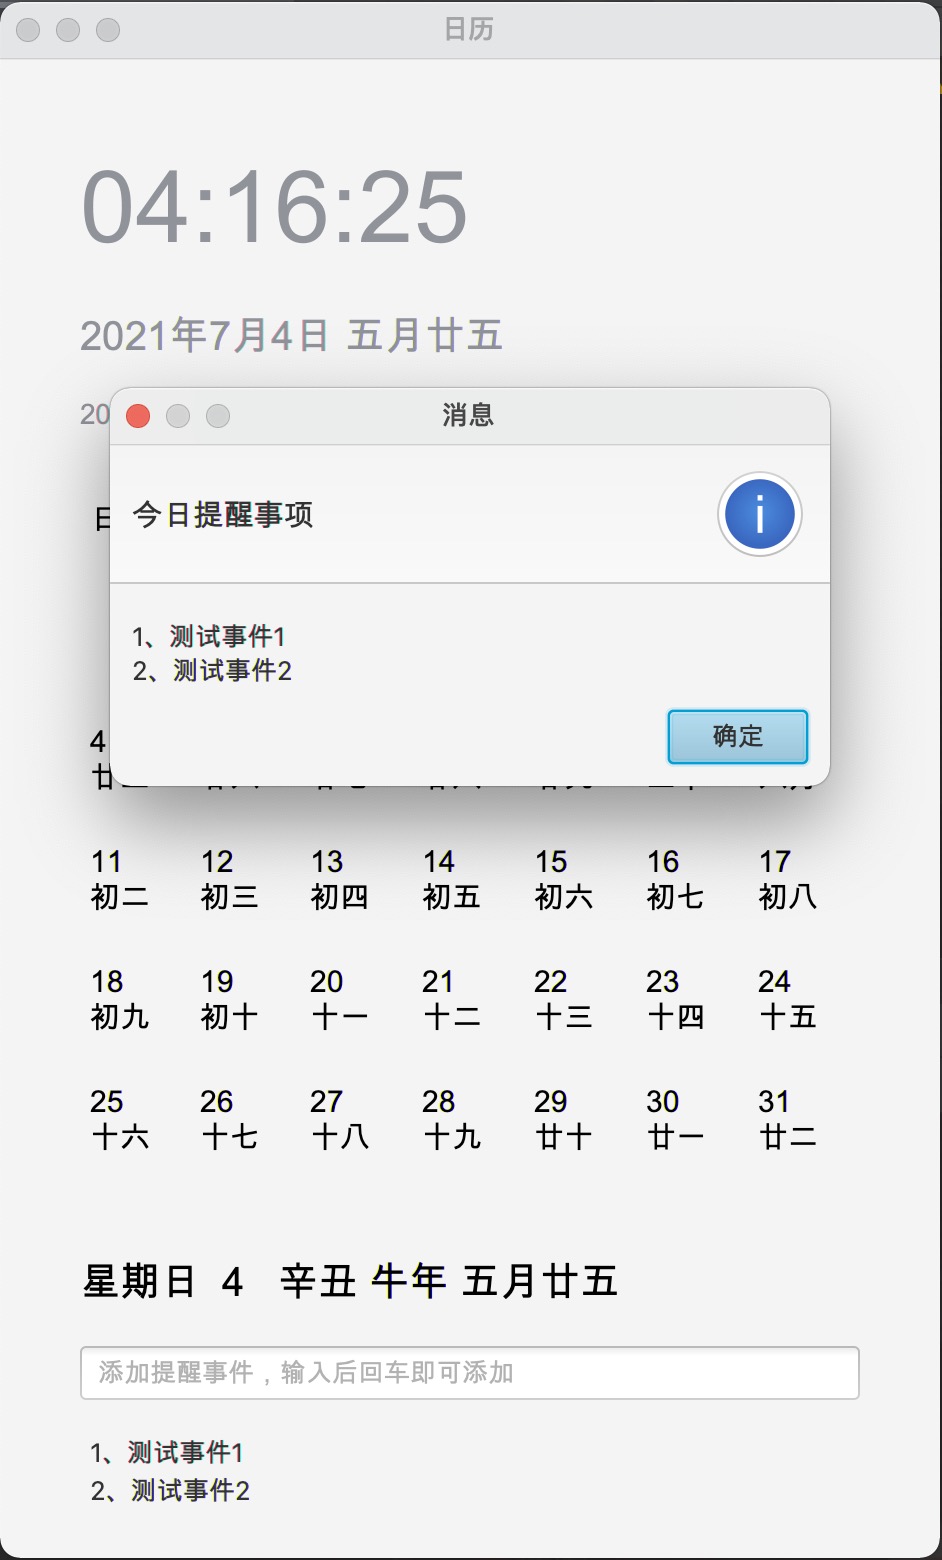 日历
04:16:25
2021年7月4日 五月廿五
20
消息
今日提醒事项
1、测试事件1
2、测试事件2
确定
4
11 12 13 14 15 16 17
初二 初三 初四 初五 初六 初七 初八
18 19 20 21 22 23 24
初九 初十 十一 十二 十三 十四 十五
25 26 27 28 29 30 31
十六 十七 十八 十九 廿十 廿一 廿二
星期日 4 辛丑 牛年 五月廿五
添加提醒事件，输入后回车即可添加
1、测试事件1
2、测试事件2